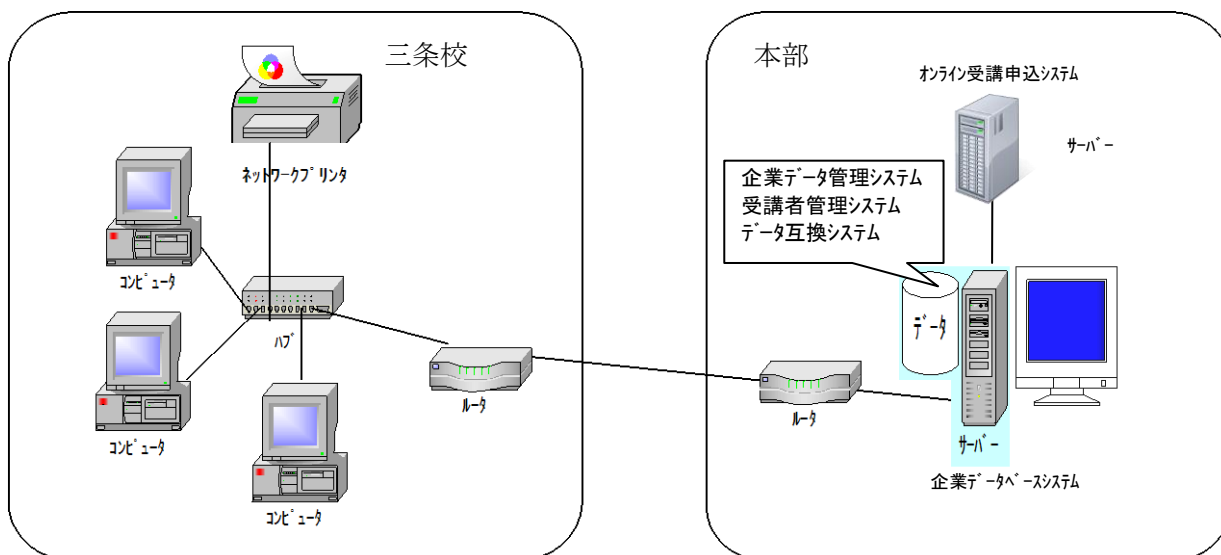 三条校
ﾈｯﾄﾜｰｸﾌﾟﾘﾝﾀ
ｺﾝﾋﾟｭｰﾀ
ﾊﾌﾞ
ｺﾝﾋﾟｭｰﾀ
ﾙｰﾀ
ｺﾝﾋﾟｭｰﾀ
本部
ｵﾝﾗｲﾝ受講申込ｼｽﾃﾑ
ｻｰﾊﾞｰ
企業データ管理システム
受講者管理システム
データ互換システム
ﾃﾞｰﾀ
ﾙｰﾀ
ｻｰﾊﾞｰ
企業ﾃﾞｰﾀﾍﾞｰｽｼｽﾃﾑ